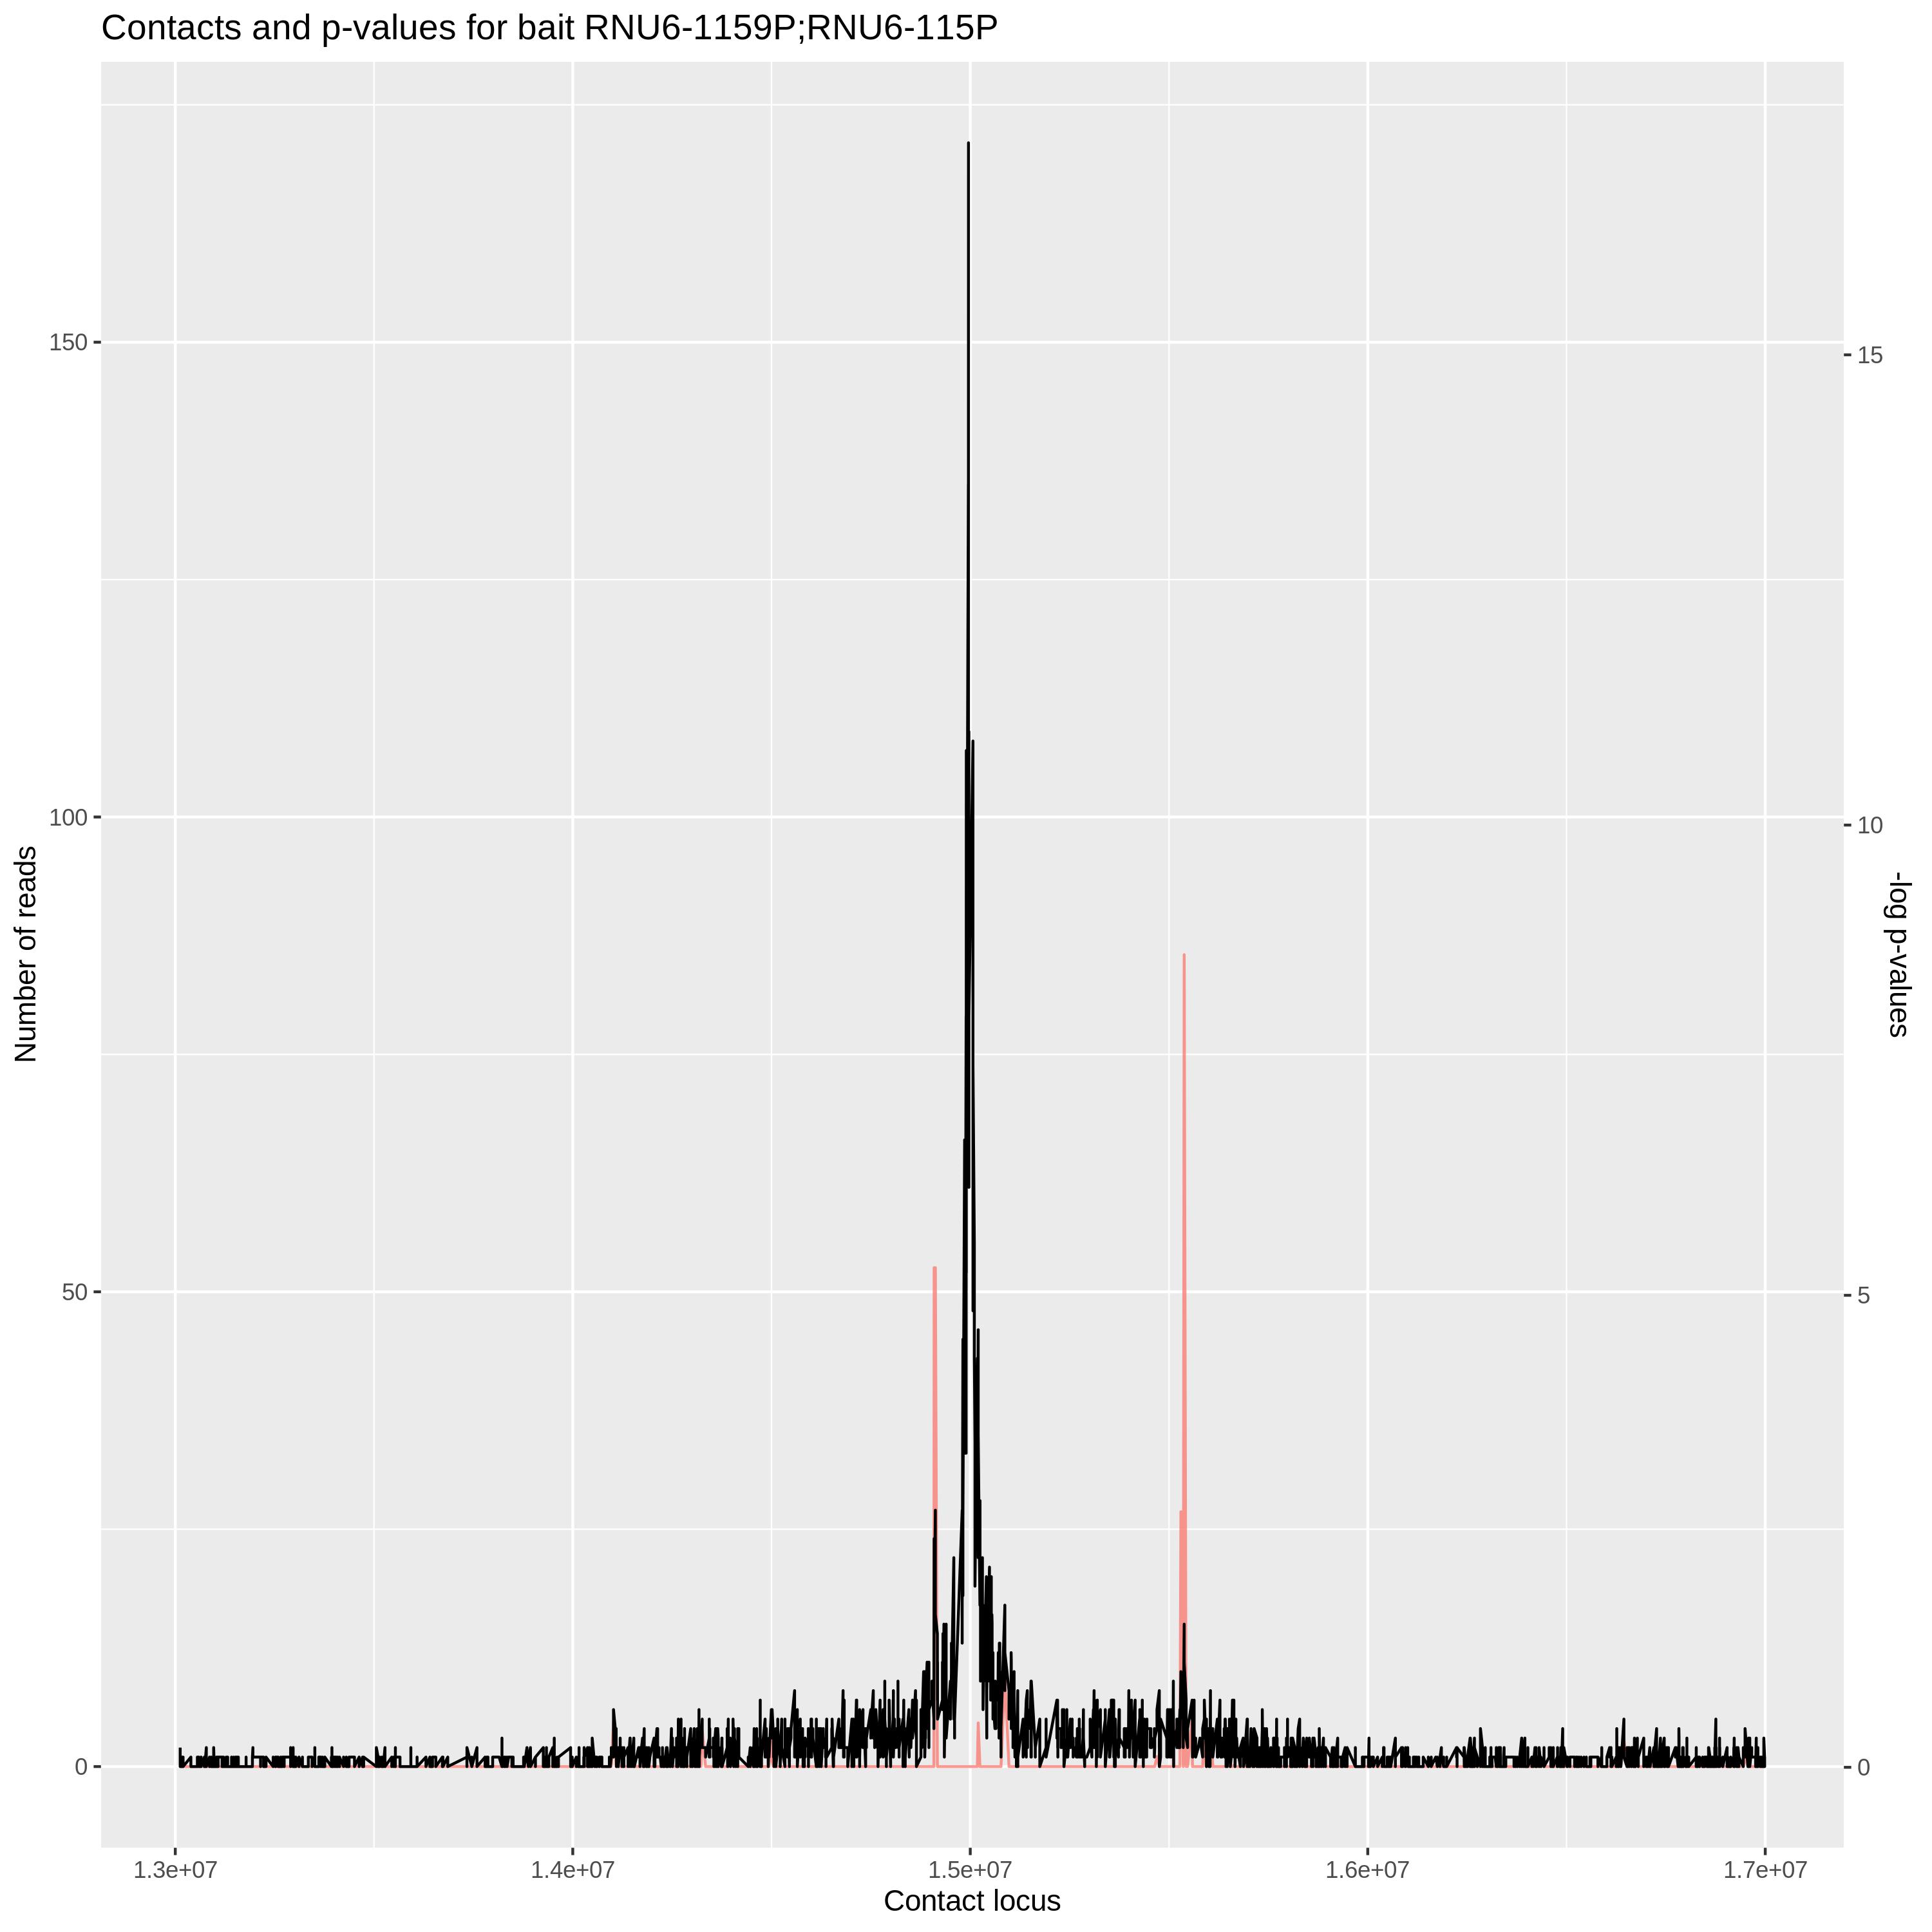 Contacts and p-values for bait RNU6-1159P;RNU6-115P
Number of reads
150
100
50
0
15
10
5
0
-log p-values
1.3e+07
1.4e+07
1.5e+07
1.6e+07
1.7e+07
Contact locus